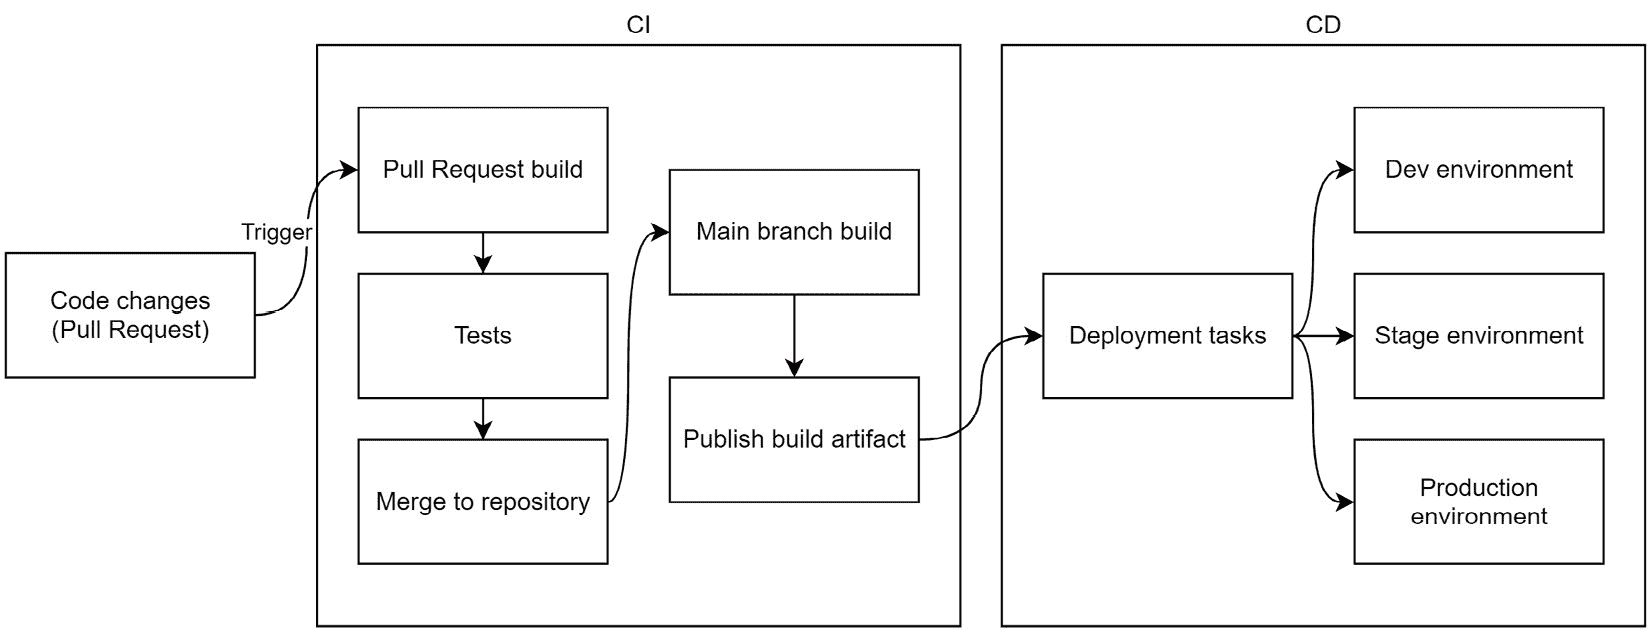 CI
CD
Code changes
(Pull Request)
Trigger
Pull Request build
Tests
Merge to repository
Main branch build
Publish build artifact
Deployment tasks
Dev environment
Stage environment
Production
environment